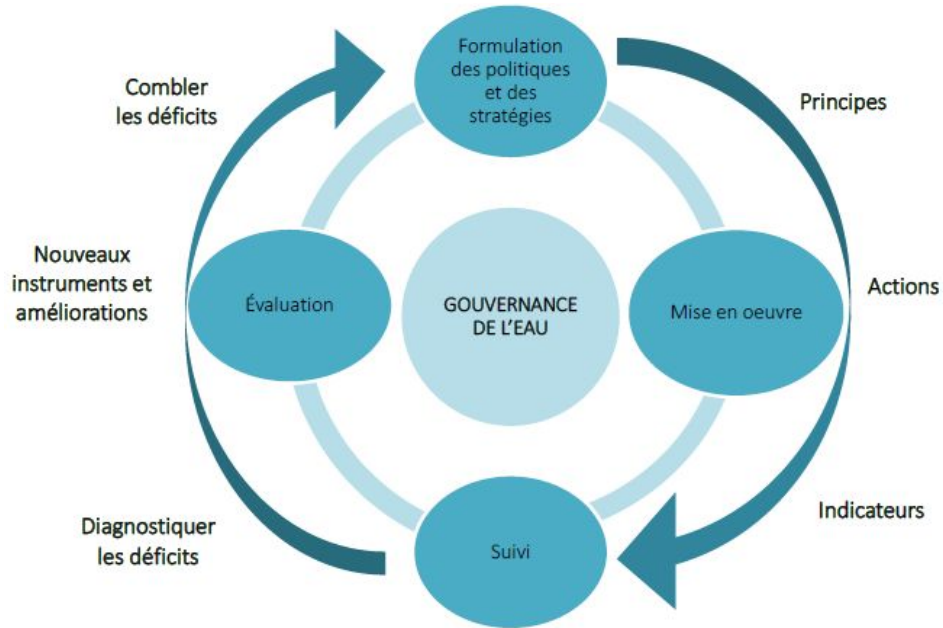 Formulation
des politiques
et des
stratégies
Combler
les déficits
Principes
Nouveaux
instruments et
améliorations
Évaluation
GOUVERNANCE
DE L'EAU
Mise en oeuvre
Actions
Diagnostiquer
les déficits
Suivi
Indicateurs